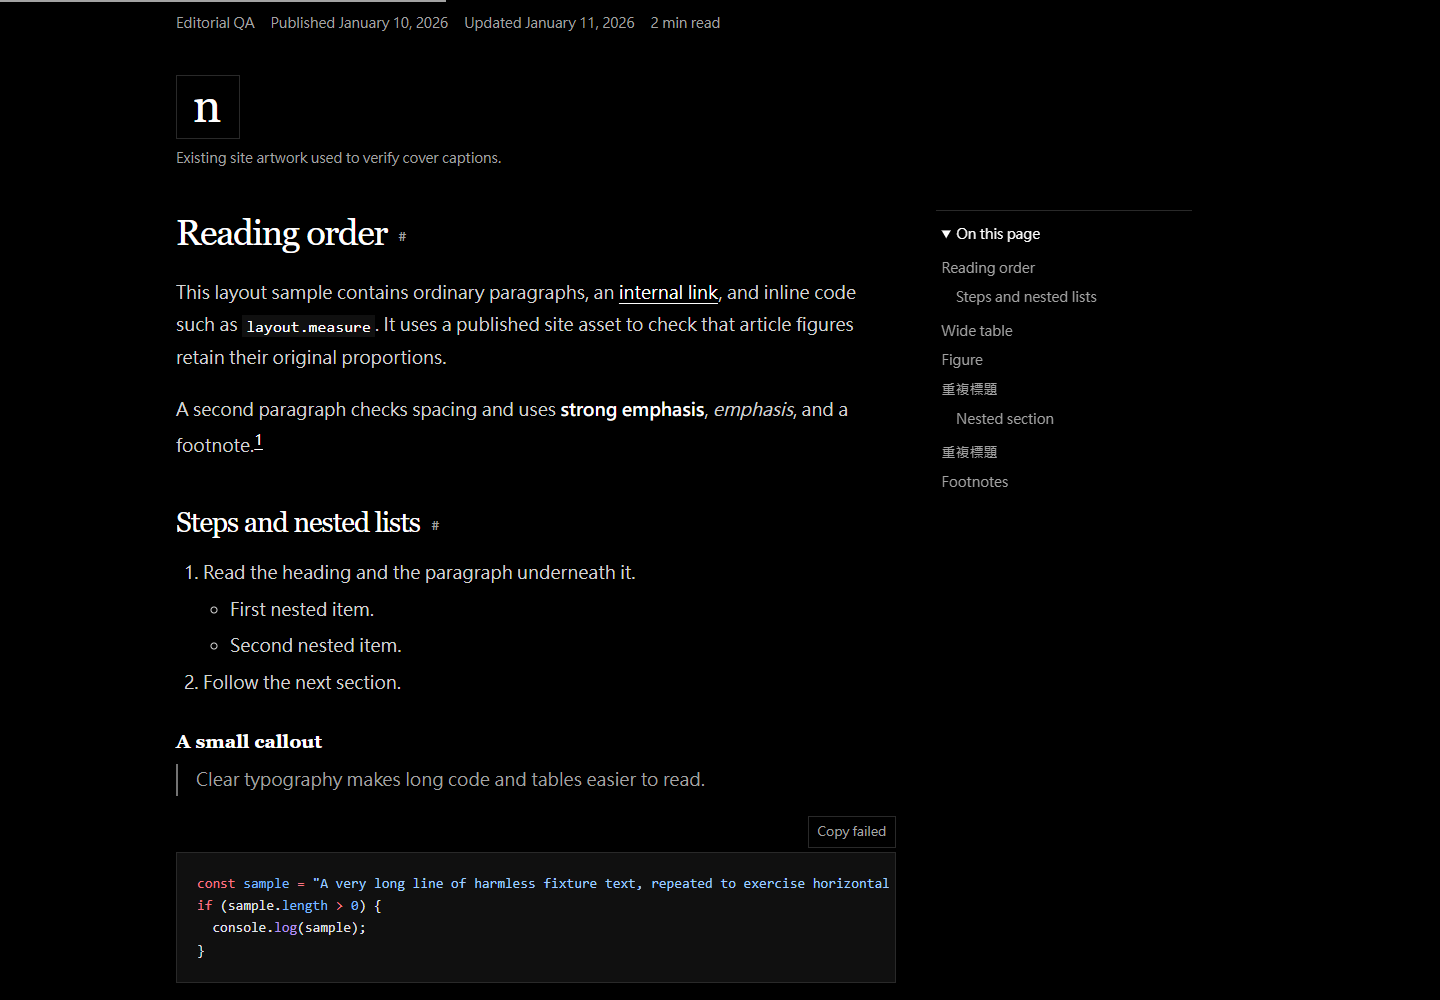 Editorial QA Published January 10, 2026 Updated January 11, 2026 2 min read
n
Existing site artwork used to verify cover captions.
Reading order #
This layout sample contains ordinary paragraphs, an internal link, and inline code
such as layout.measure. It uses a published site asset to check that article figures
retain their original proportions.
A second paragraph checks spacing and uses strong emphasis, emphasis, and a
footnote.1
Steps and nested lists #
1. Read the heading and the paragraph underneath it.
◦ First nested item.
◦ Second nested item.
2. Follow the next section.
A small callout
Clear typography makes long code and tables easier to read.
Copy failed
const sample = "A very long line of harmless fixture text, repeated to exercise horizontal
if (sample.length > 0) {
  console.log(sample);
}
▼ On this page
Reading order
Steps and nested lists
Wide table
Figure
重複標題
Nested section
重複標題
Footnotes